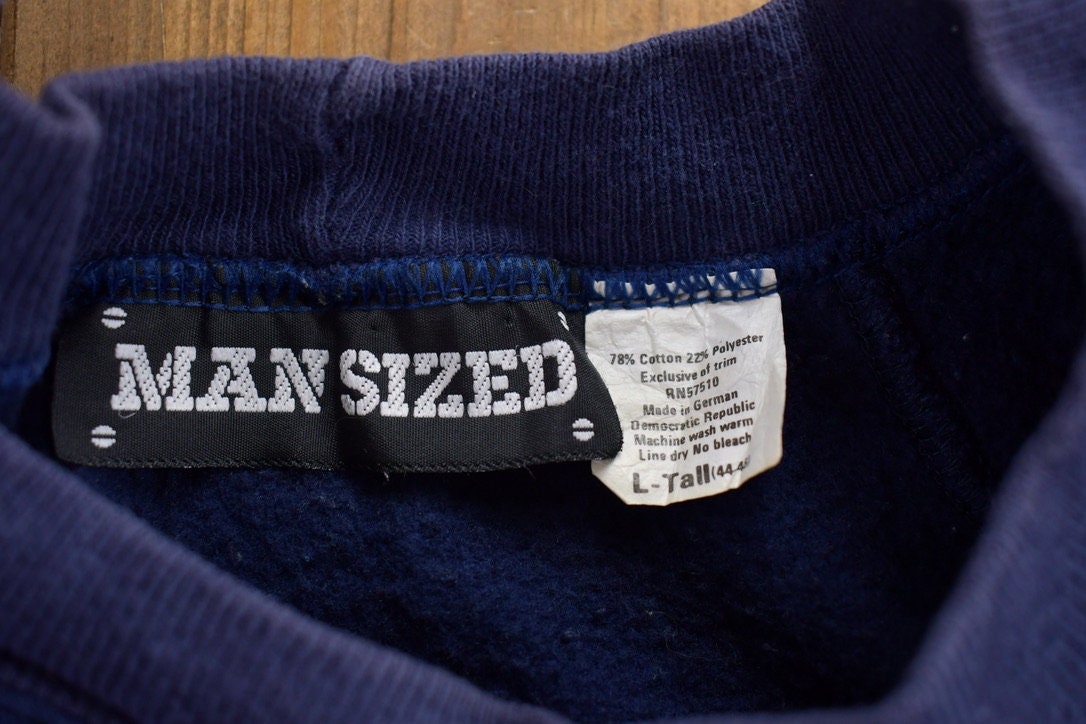 MAN SIZED
78% Cotton 22% Polyester
Exclusive of trim
RN57510
Made in German
Democratic Republic
Machine wash warm
Line dry No bleach
L-Tall